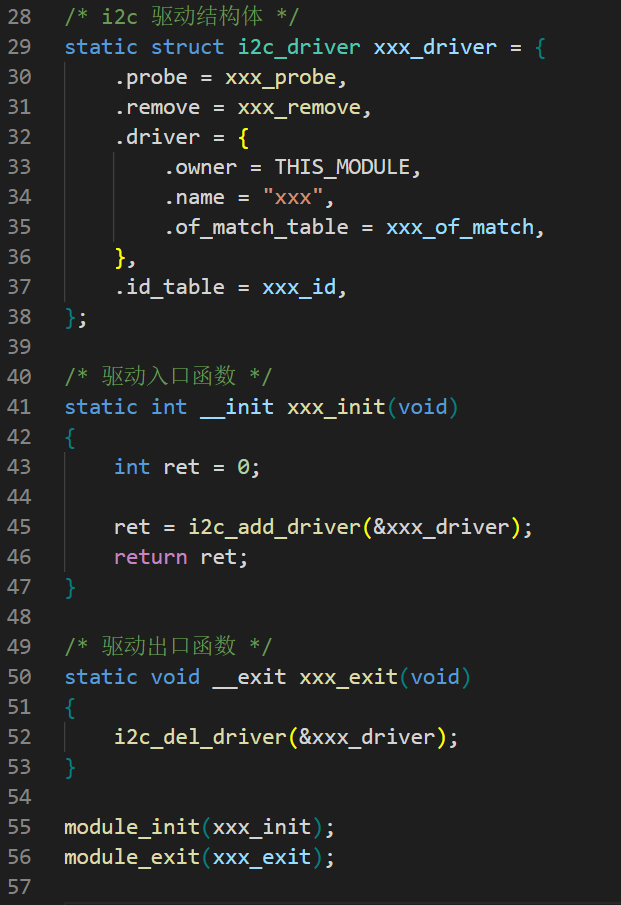 28 /* i2c 驱动结构体 */
29 static struct i2c_driver xxx_driver = {
30     .probe = xxx_probe,
31     .remove = xxx_remove,
32     .driver = {
33         .owner = THIS_MODULE,
34         .name = "xxx",
35         .of_match_table = xxx_of_match,
36     },
37     .id_table = xxx_id,
38 };
39
40 /* 驱动入口函数 */
41 static int __init xxx_init(void)
42 {
43     int ret = 0;
44
45     ret = i2c_add_driver(&xxx_driver);
46     return ret;
47 }
48
49 /* 驱动出口函数 */
50 static void __exit xxx_exit(void)
51 {
52     i2c_del_driver(&xxx_driver);
53 }
54
55 module_init(xxx_init);
56 module_exit(xxx_exit);
57